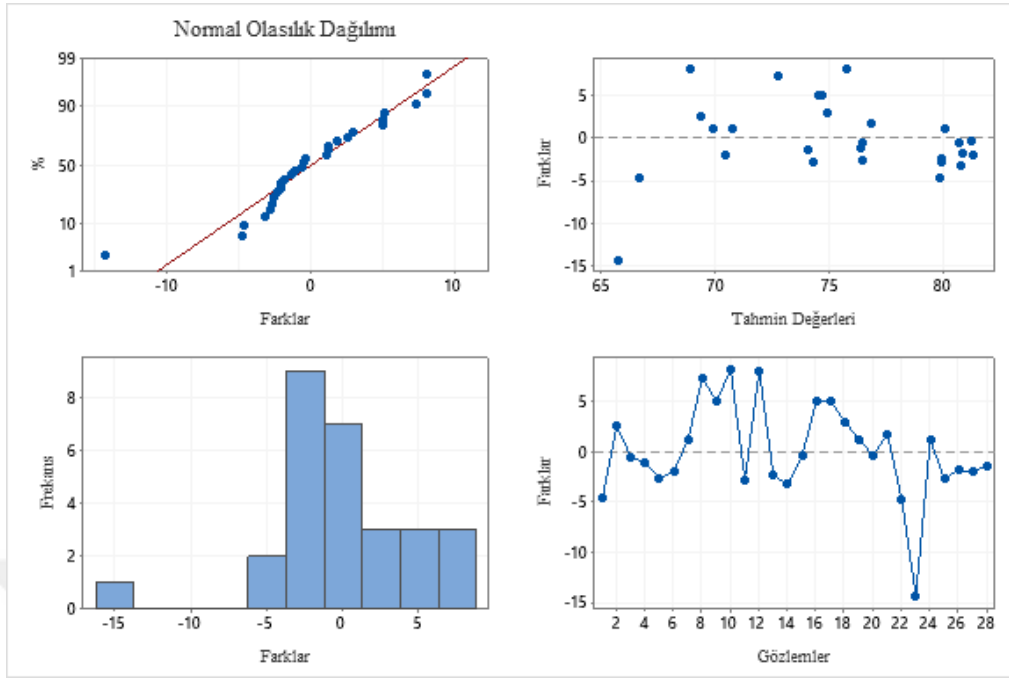 Normal Olasılık Dağılımı
99
90
50
10
1
%
-10 0 10
Farklar
5
0
-5
-10
-15
Farklar
65 70 75 80
Tahmin Değerleri
8
6
4
2
0
Frekans
-15 -10 -5 0 5
Farklar
5
0
-5
-10
-15
Farklar
2 4 6 8 10 12 14 16 18 20 22 24 26 28
Gözlemler